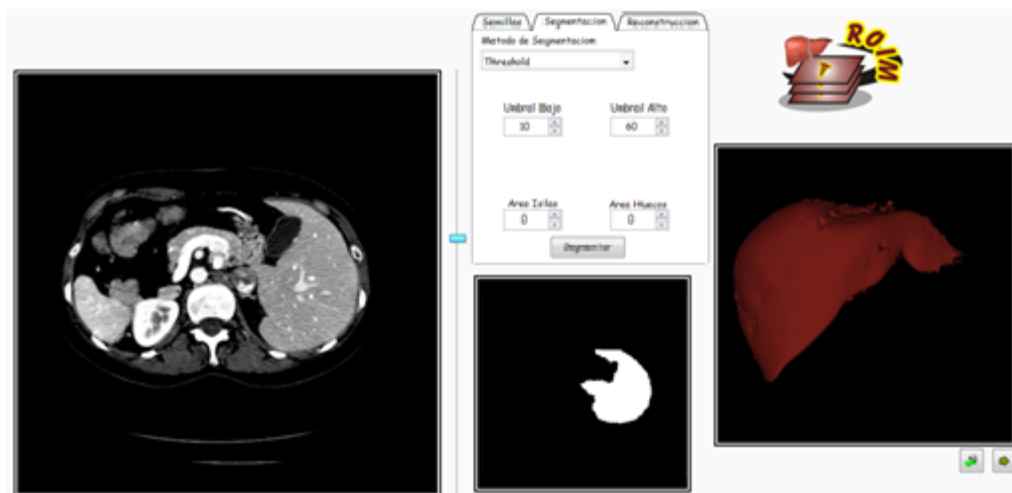 Semillas Segmentacion Reconstruccion
Metodo de Segmentaciom
Threshold
Umbral Bajo Umbral Alto
10 60
Area Islas Area Huecos
0 0
Segmentar
ROIM